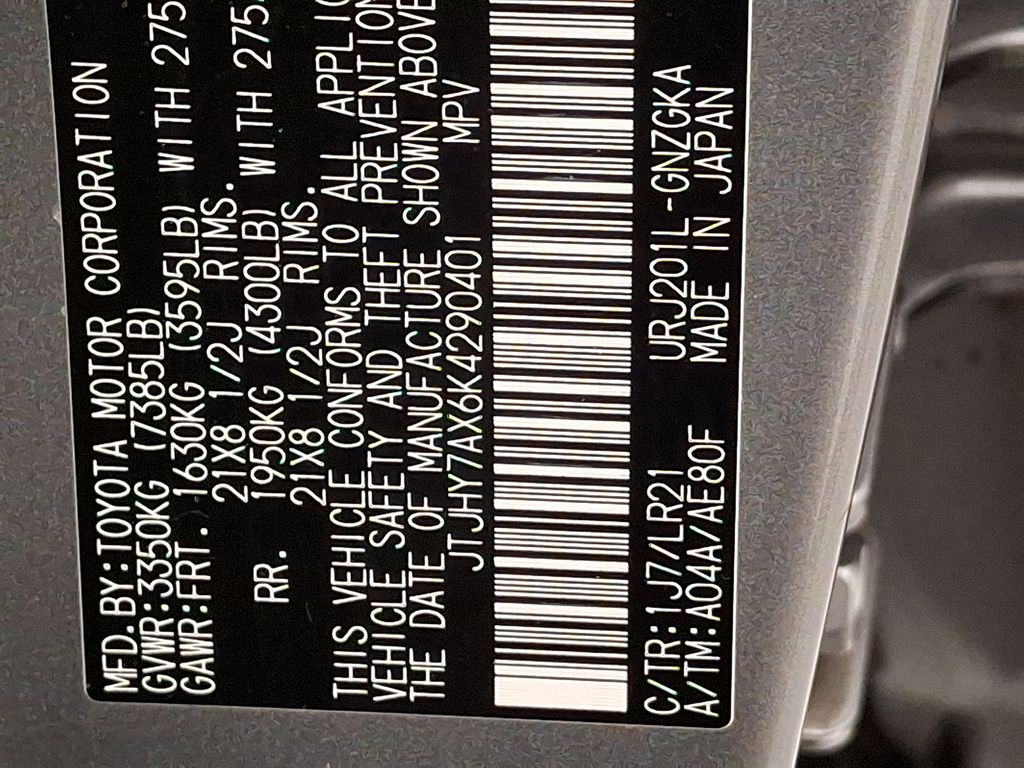 MFD.BY:TOYOTA MOTOR CORPORATION
GVWR:3350KG (7385LB)
GAWR:FRT. 1630KG (3595LB) WITH 275
21X8 1/2J RIMS.
RR. 1950KG (4300LB) WITH 275
21X8 1/2J RIMS.
THIS VEHICLE CONFORMS TO ALL APPLIC
VEHICLE SAFETY AND THEFT PREVENTION
THE DATE OF MANUFACTURE SHOWN ABOVE
JTJHY7AX6K4290401 MPV
C/TR:1J7/LR21 URJ201L-GNZGKA
A/TM:A04A/AE80F MADE IN JAPAN